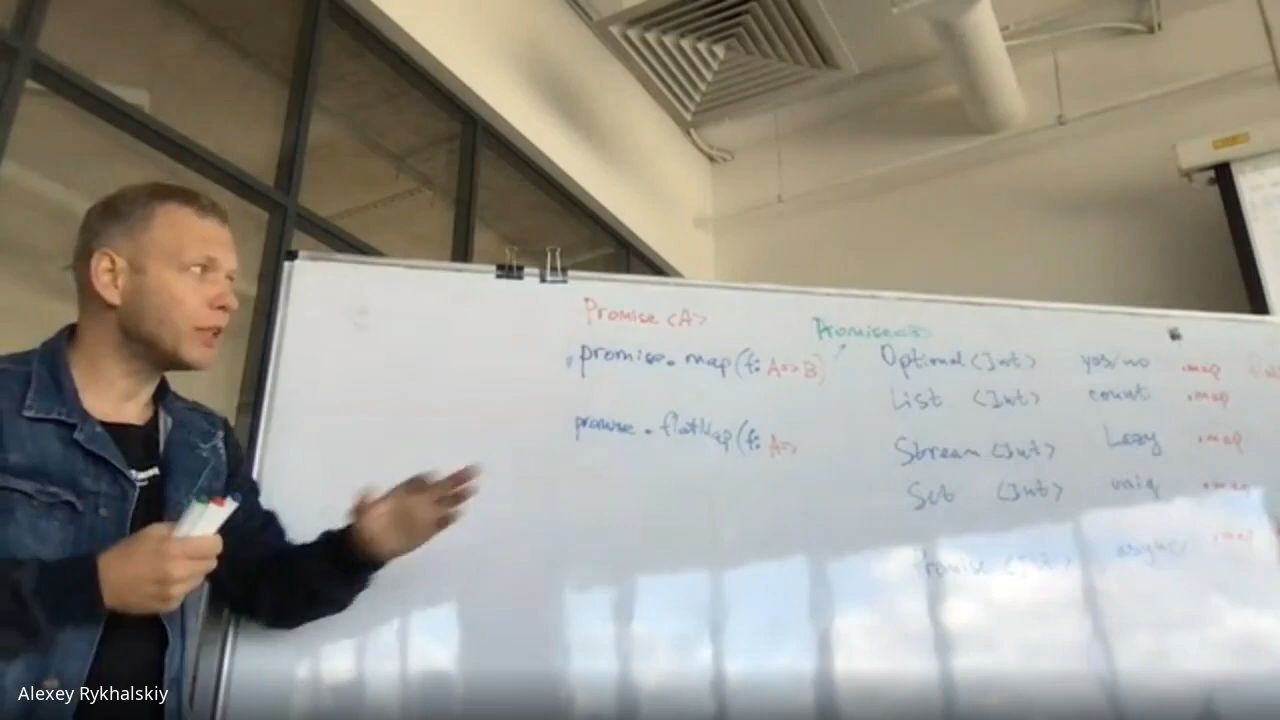 Promise <A>
Promise<B>
promise.map(f: A=>B)
promise.flatMap(f: A=>
Optional <Int> yes/no .map
List <Int> count .map
Stream <Int> Lazy .map
Set <Int> uniq .map
Promise <Int> async .map
Alexey Rykhalskiy